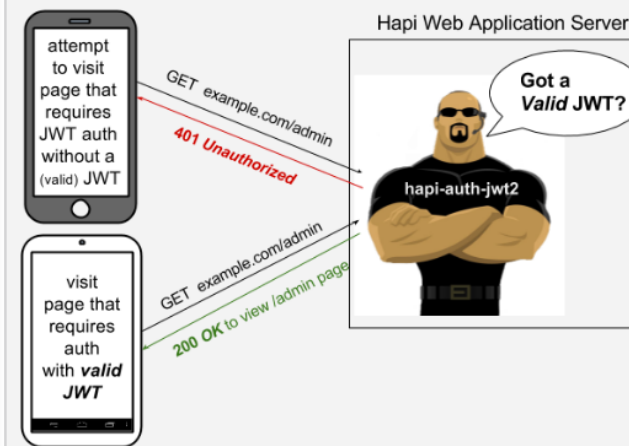 Hapi Web Application Server
attempt
to visit
page that
requires
JWT auth
without a
(valid) JWT
GET example.com/admin
401 Unauthorized
Got a
Valid JWT?
hapi-auth-jwt2
visit
page that
requires
auth
with valid
JWT
GET example.com/admin
200 OK to view /admin page